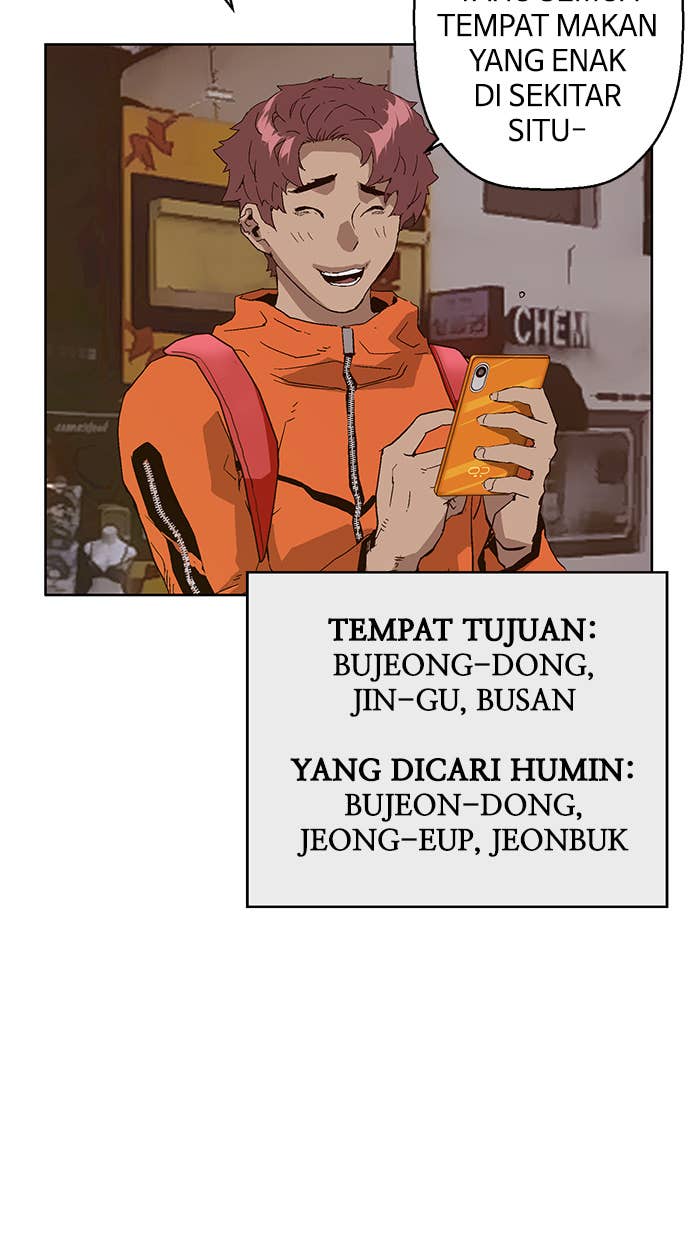 TEMPAT MAKAN
YANG ENAK
DI SEKITAR
SITU-
CHEM
TEMPAT TUJUAN:
BUJEONG-DONG,
JIN-GU, BUSAN
YANG DICARI HUMIN:
BUJEON-DONG,
JEONG-EUP, JEONBUK